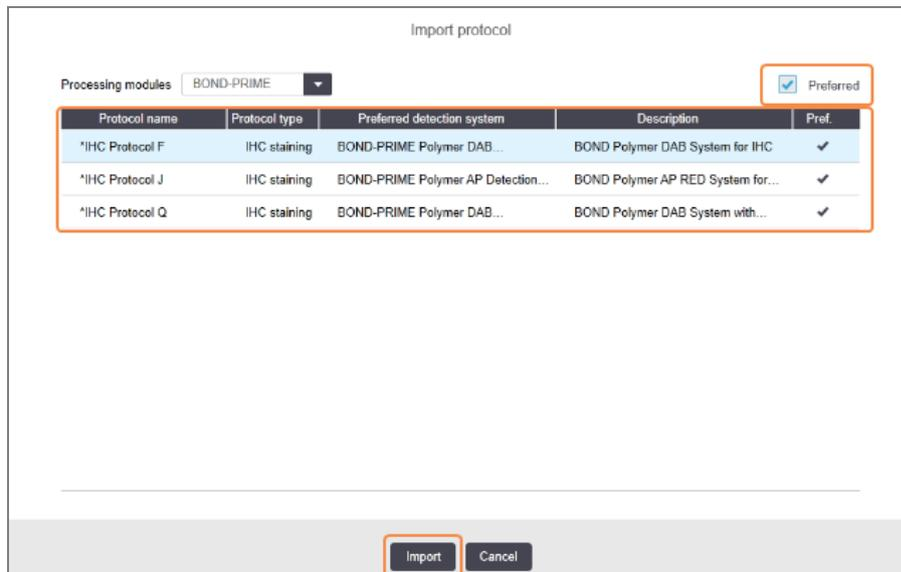 Import protocol
Processing modules BOND-PRIME Preferred
Protocol name Protocol type Preferred detection system Description Pref.
*IHC Protocol F IHC staining BOND-PRIME Polymer DAB... BOND Polymer DAB System for IHC
*IHC Protocol J IHC staining BOND-PRIME Polymer AP Detection... BOND Polymer AP RED System for...
*IHC Protocol Q IHC staining BOND-PRIME Polymer DAB... BOND Polymer DAB System with...
Import Cancel